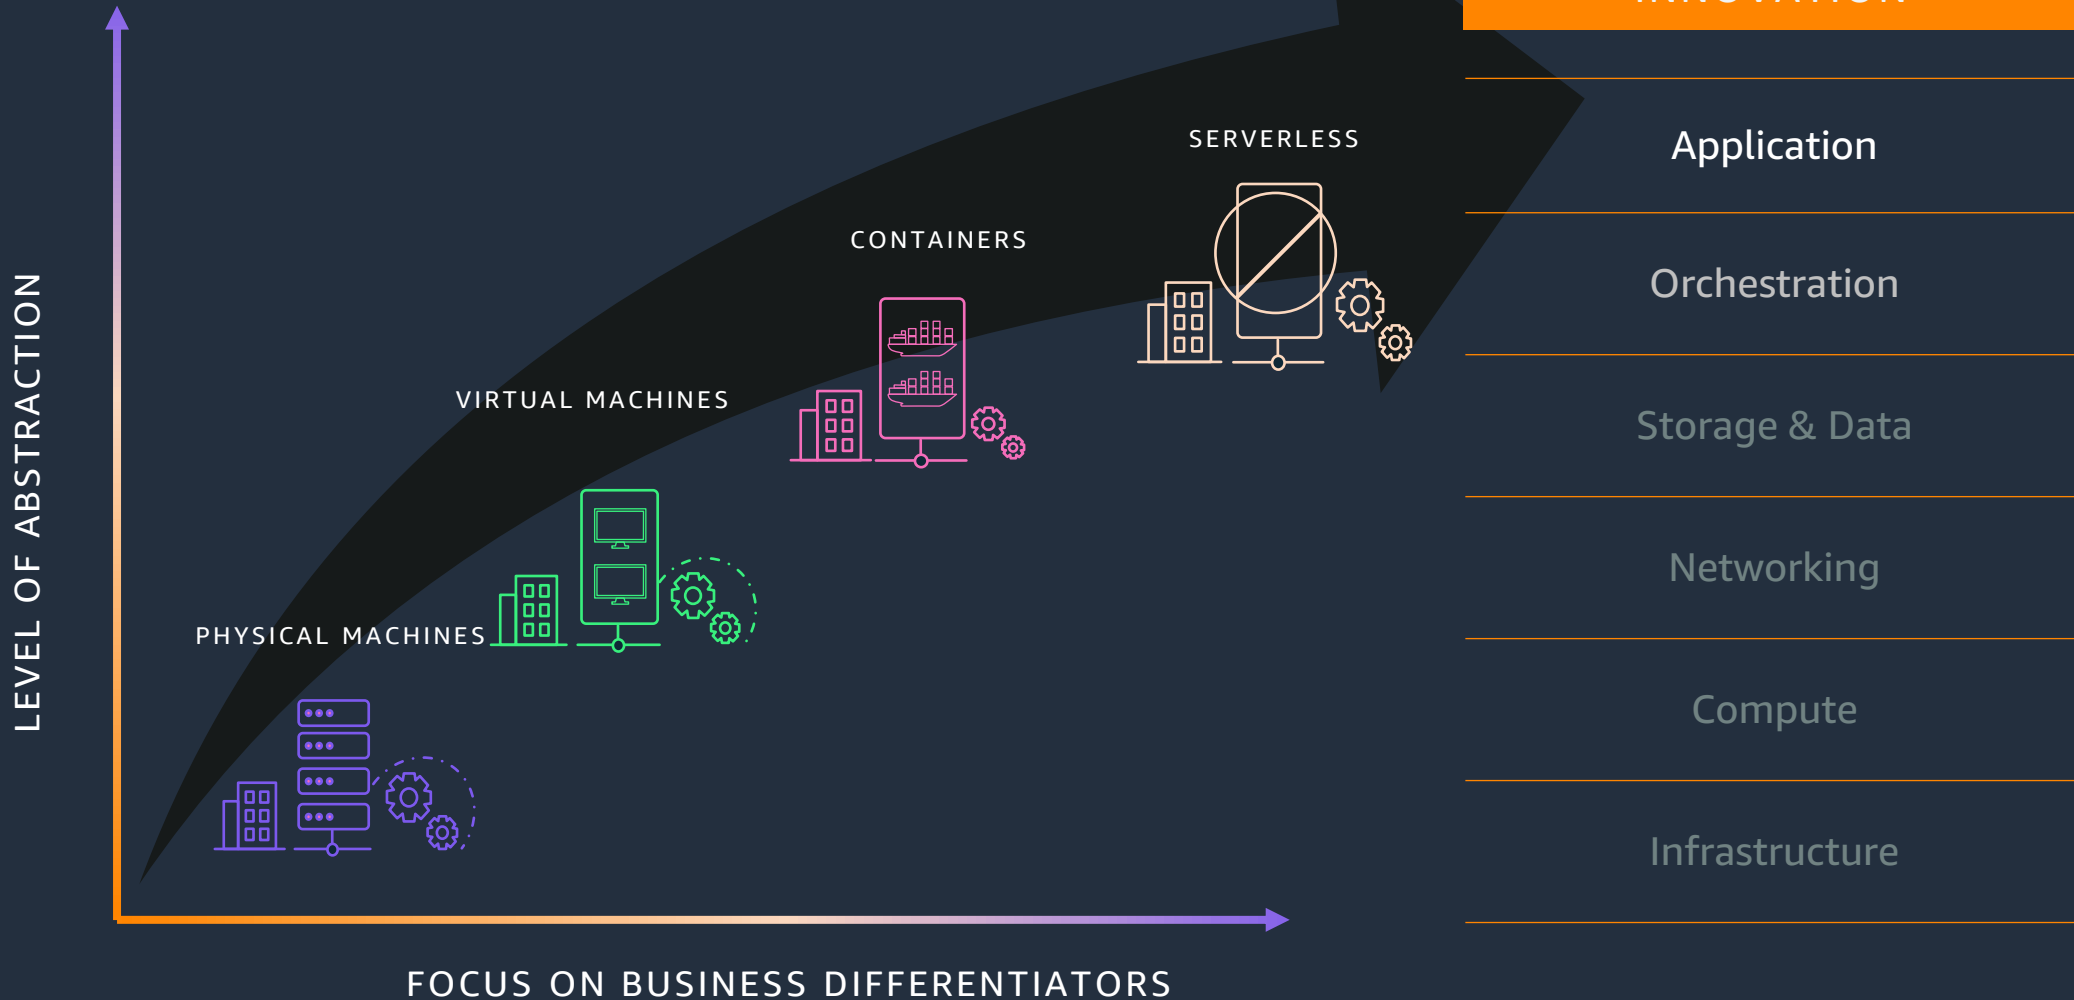 INNOVATION
SERVERLESS
Application
CONTAINERS
Orchestration
LEVEL OF ABSTRACTION
VIRTUAL MACHINES
Storage & Data
Networking
PHYSICAL MACHINES
Compute
Infrastructure
FOCUS ON BUSINESS DIFFERENTIATORS